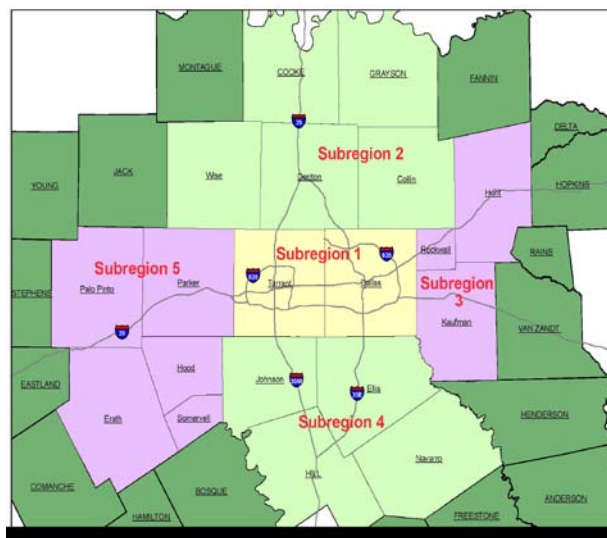 MONTAGUE
COOKE
GRAYSON
FANNIN
DELTA
HOPKINS
YOUNG
JACK
Wise
35
Subregion 2
Denton
Collin
Hunt
RAINS
Subregion 1
Subregion 5
Rockwall
STEPHENS
Palo Pinto
Parker
Tarrant
Dallas
Subregion
3
Kaufman
VAN ZANDT
20
EASTLAND
Hood
Johnson
35W
Ellis
35E
Erath
Somervell
Subregion 4
HENDERSON
Navarro
HILL
COMANCHE
BOSQUE
HAMILTON
FREESTONE
ANDERSON